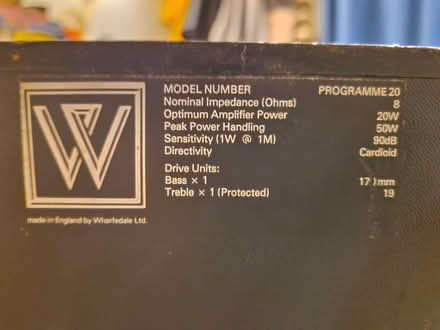 W
MODEL NUMBER PROGRAMME 20
Nominal Impedance (Ohms) 8
Optimum Amplifier Power 20W
Peak Power Handling 50W
Sensitivity (1W @ 1M) 90dB
Directivity Cardioid
Drive Units:
Bass × 1 mm
Treble × 1 (Protected) 19
made in England by Wharfedale Ltd.